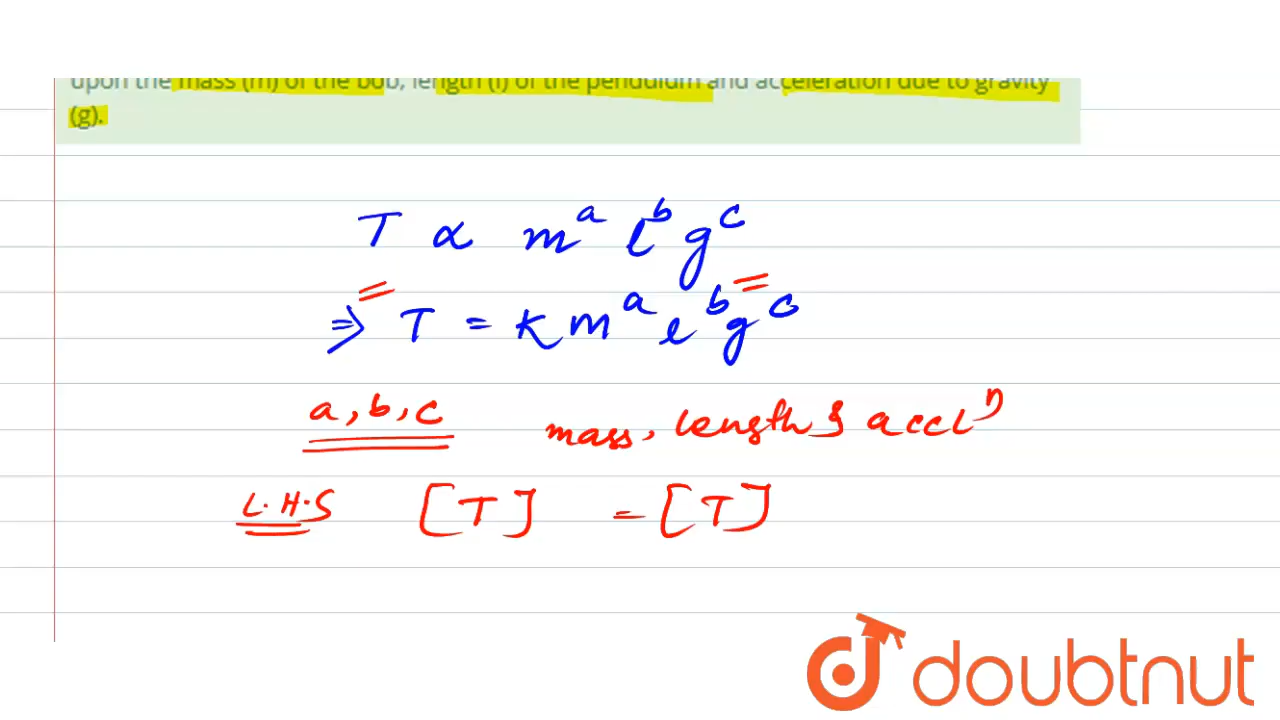 upon the mass (m) of the bob, length (l) of the pendulum and acceleration due to gravity
(g).
T ∝ m^a l^b g^c
⇒ T = K m^a l^b g^c
a, b, c mass, length & accl^n
L.H.S [T] = [T]
doubtnut